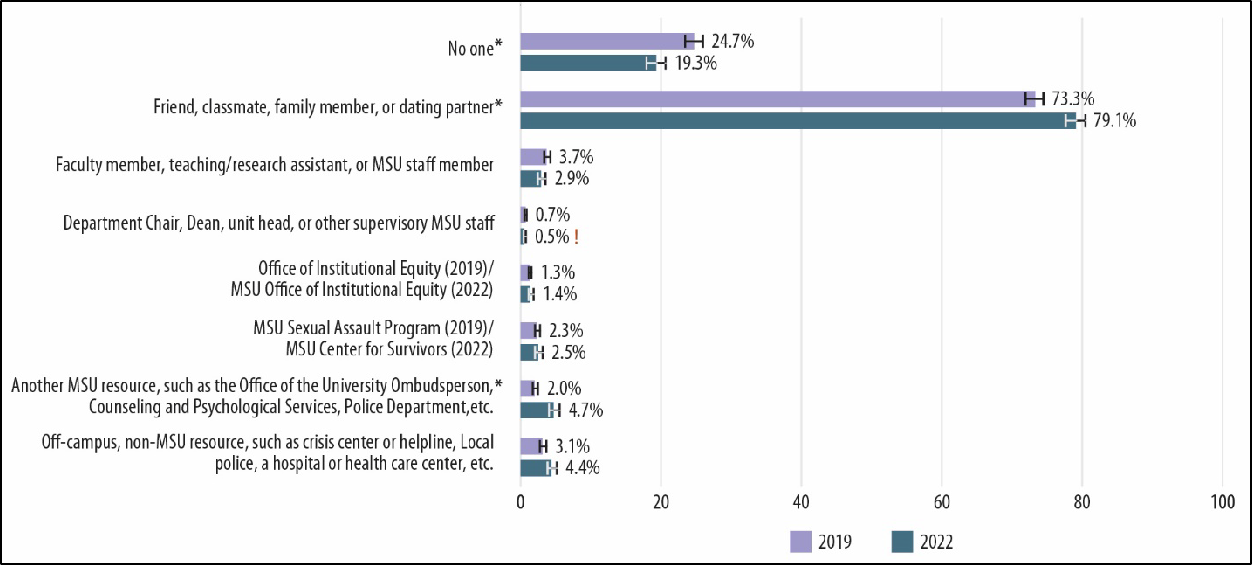 No one*
24.7%
19.3%
Friend, classmate, family member, or dating partner*
73.3%
79.1%
Faculty member, teaching/research assistant, or MSU staff member
3.7%
2.9%
Department Chair, Dean, unit head, or other supervisory MSU staff
0.7%
0.5% !
Office of Institutional Equity (2019)/
MSU Office of Institutional Equity (2022)
1.3%
1.4%
MSU Sexual Assault Program (2019)/
MSU Center for Survivors (2022)
2.3%
2.5%
Another MSU resource, such as the Office of the University Ombudsperson,*
Counseling and Psychological Services, Police Department,etc.
2.0%
4.7%
Off-campus, non-MSU resource, such as crisis center or helpline, Local
police, a hospital or health care center, etc.
3.1%
4.4%
0 20 40 60 80 100
2019 2022